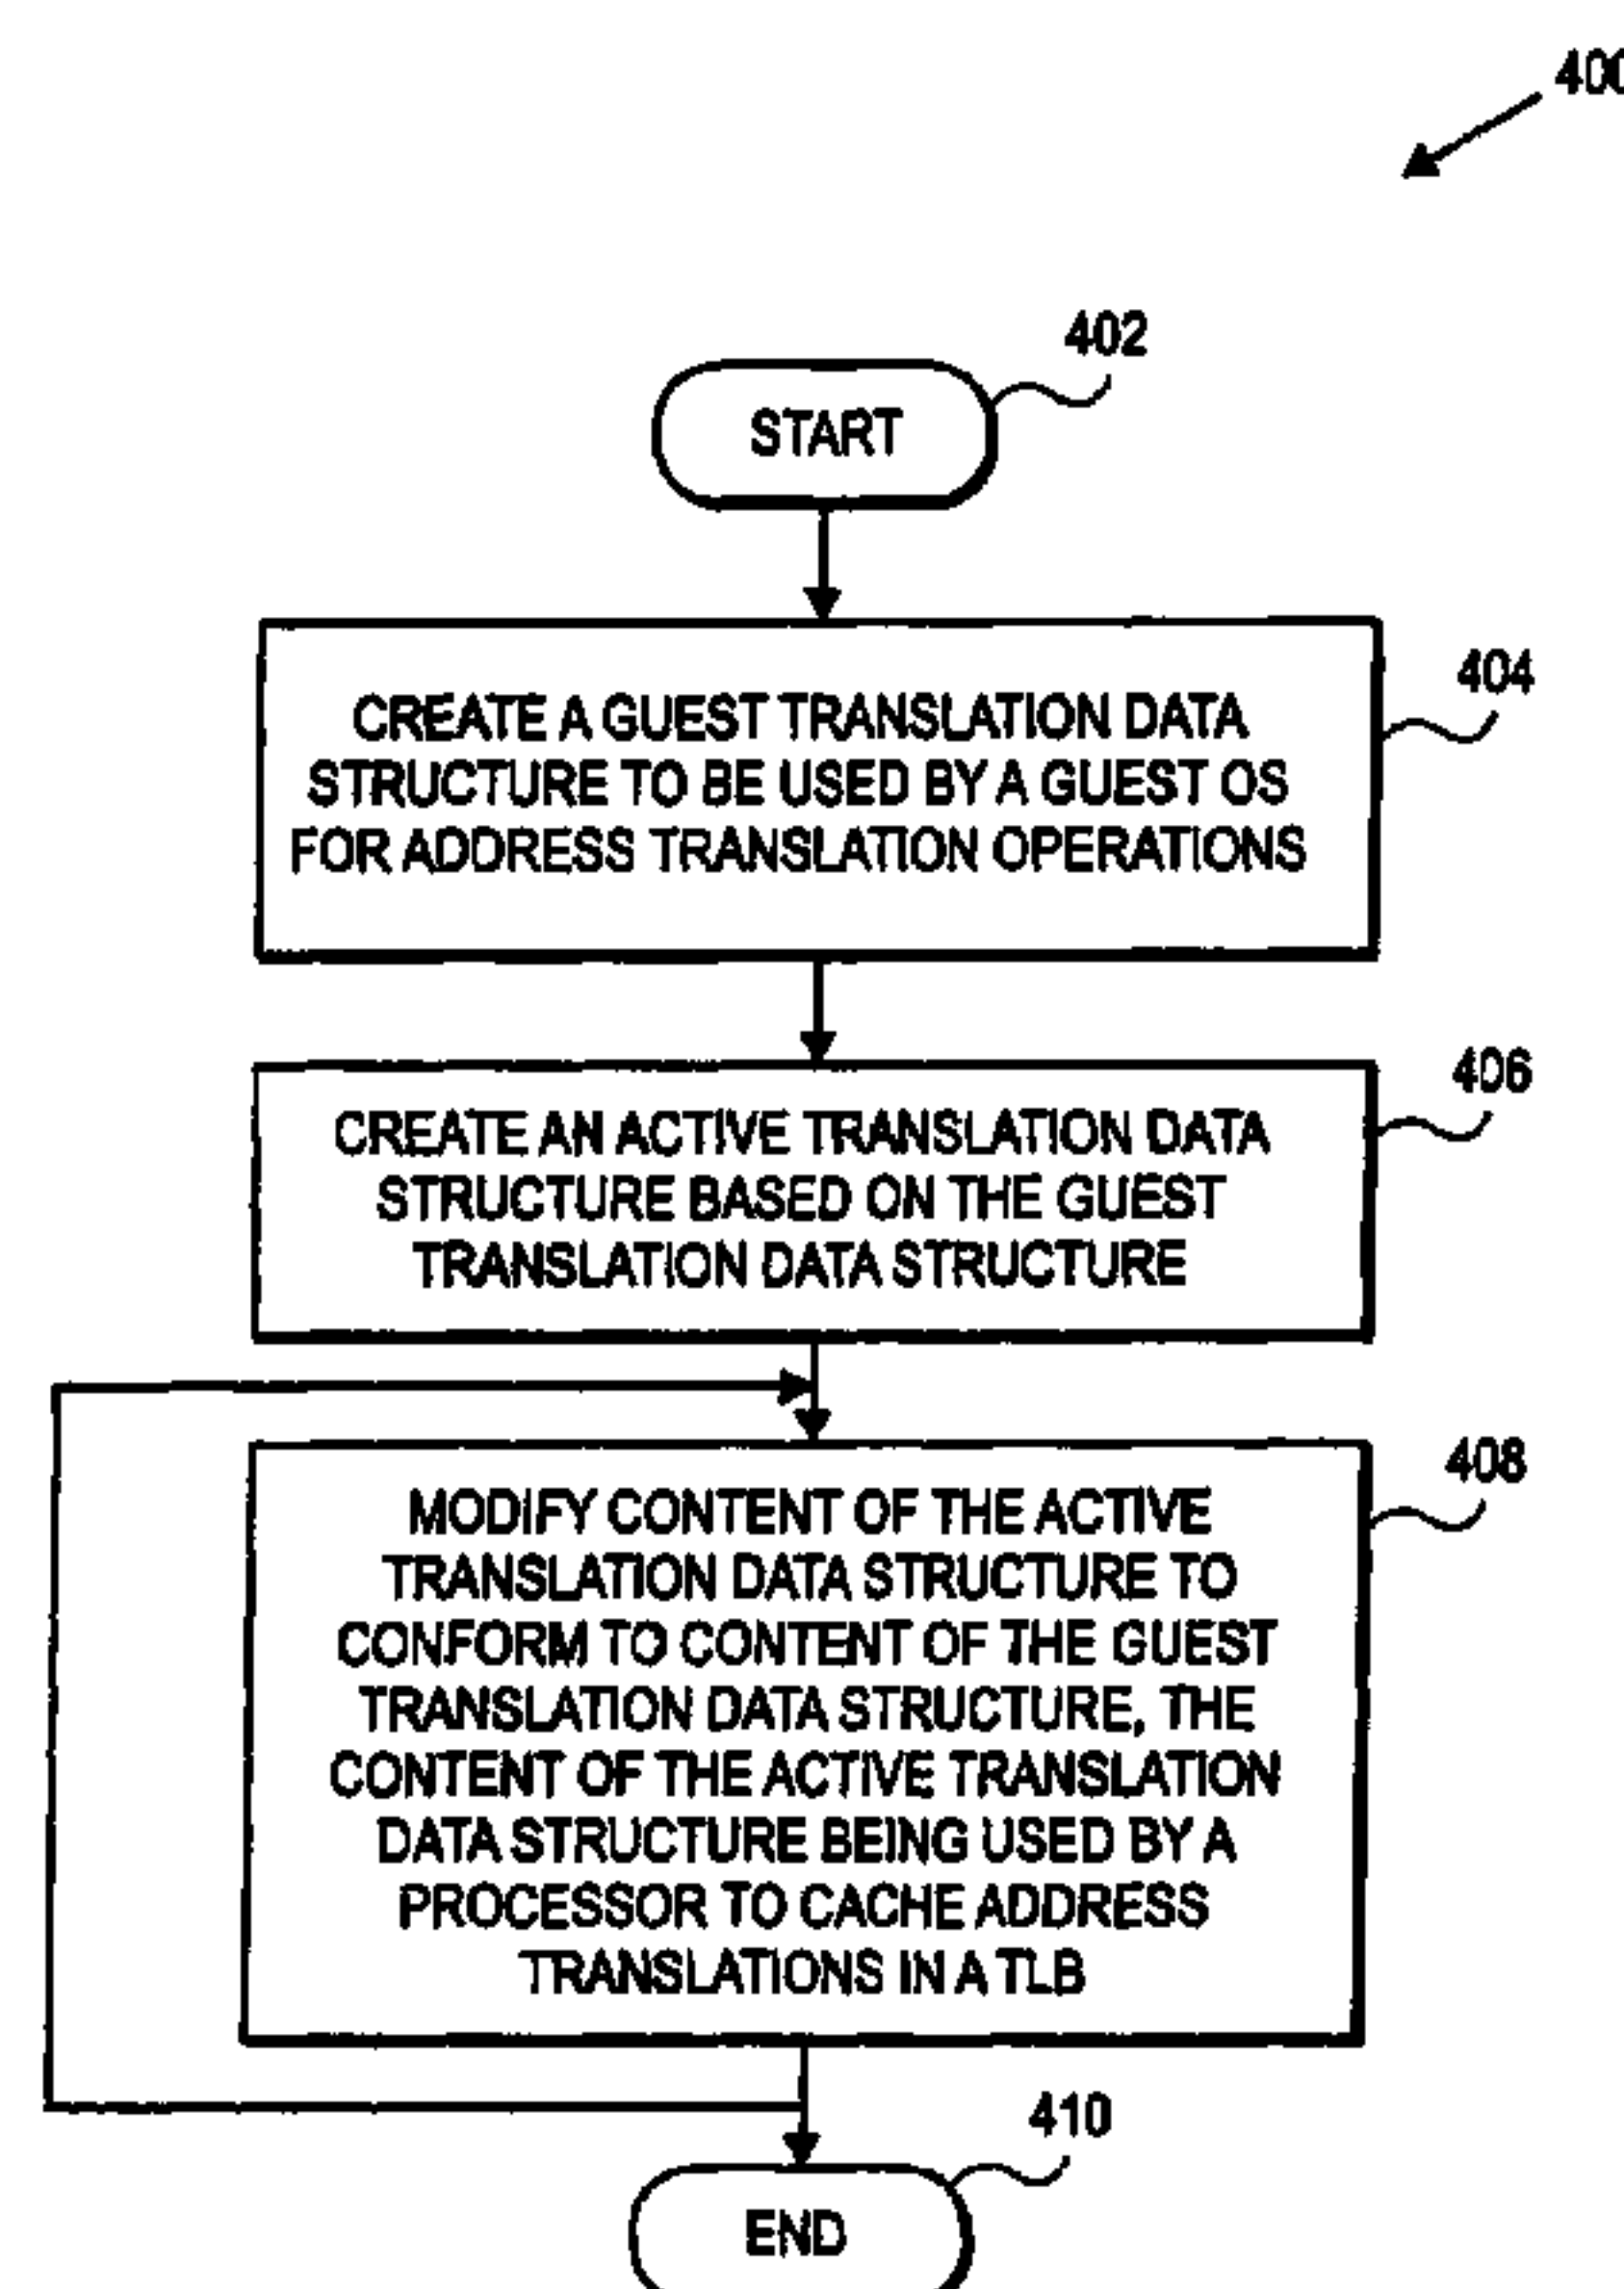 400
402
START
404
CREATE A GUEST TRANSLATION DATA
STRUCTURE TO BE USED BY A GUEST OS
FOR ADDRESS TRANSLATION OPERATIONS
406
CREATE AN ACTIVE TRANSLATION DATA
STRUCTURE BASED ON THE GUEST
TRANSLATION DATA STRUCTURE
408
MODIFY CONTENT OF THE ACTIVE
TRANSLATION DATA STRUCTURE TO
CONFORM TO CONTENT OF THE GUEST
TRANSLATION DATA STRUCTURE, THE
CONTENT OF THE ACTIVE TRANSLATION
DATA STRUCTURE BEING USED BY A
PROCESSOR TO CACHE ADDRESS
TRANSLATIONS IN A TLB
410
END